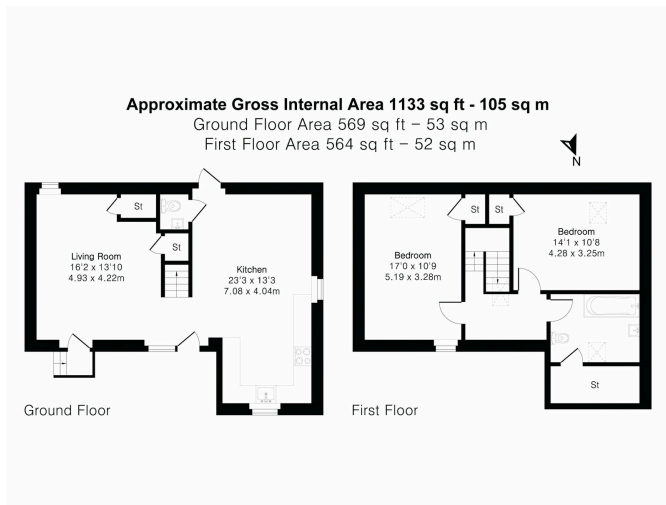 Approximate Gross Internal Area 1133 sq ft - 105 sq m
Ground Floor Area 569 sq ft – 53 sq m
First Floor Area 564 sq ft – 52 sq m
N
St
St
Living Room
16'2 x 13'10
4.93 x 4.22m
Kitchen
23'3 x 13'3
7.08 x 4.04m
Ground Floor
St
St
Bedroom
17'0 x 10'9
5.19 x 3.28m
Bedroom
14'1 x 10'8
4.28 x 3.25m
St
First Floor